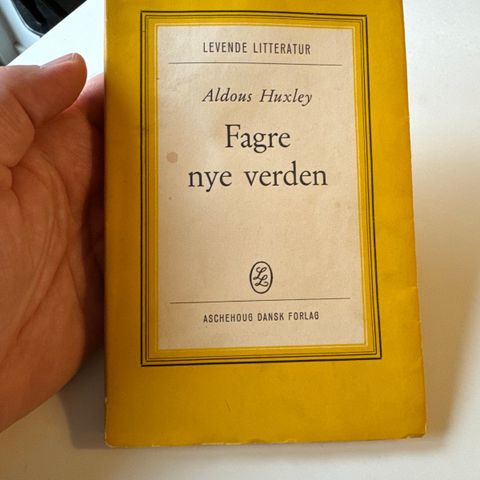 LEVENDE LITTERATUR
Aldous Huxley
Fagre
nye verden
LL
ASCHEHOUG DANSK FORLAG